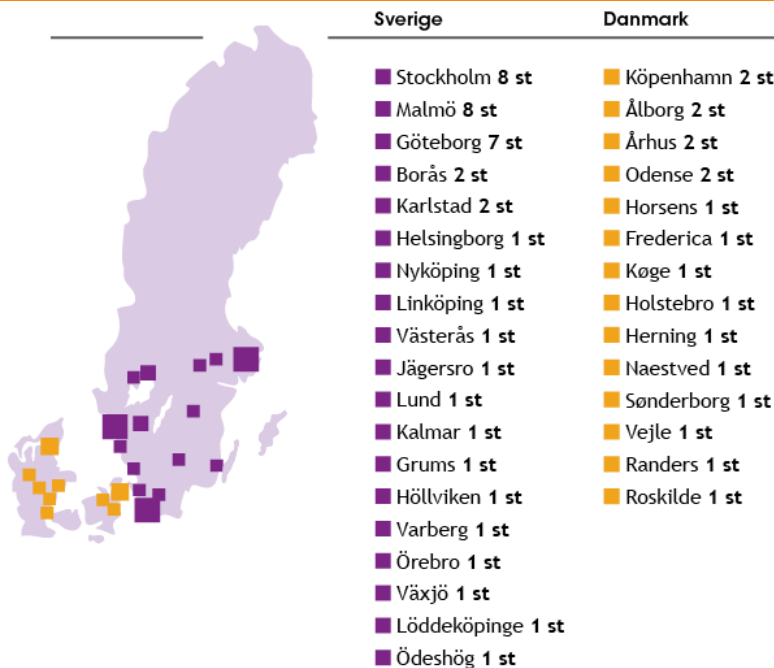 Sverige
Stockholm 8 st
Malmö 8 st
Göteborg 7 st
Borås 2 st
Karlstad 2 st
Helsingborg 1 st
Nyköping 1 st
Linköping 1 st
Västerås 1 st
Jägersro 1 st
Lund 1 st
Kalmar 1 st
Grums 1 st
Höllviken 1 st
Varberg 1 st
Örebro 1 st
Växjö 1 st
Löddeköpinge 1 st
Ödeshög 1 st
Danmark
Köpenhamn 2 st
Ålborg 2 st
Århus 2 st
Odense 2 st
Horsens 1 st
Frederica 1 st
Køge 1 st
Holstebro 1 st
Herning 1 st
Naestved 1 st
Sønderborg 1 st
Vejle 1 st
Randers 1 st
Roskilde 1 st